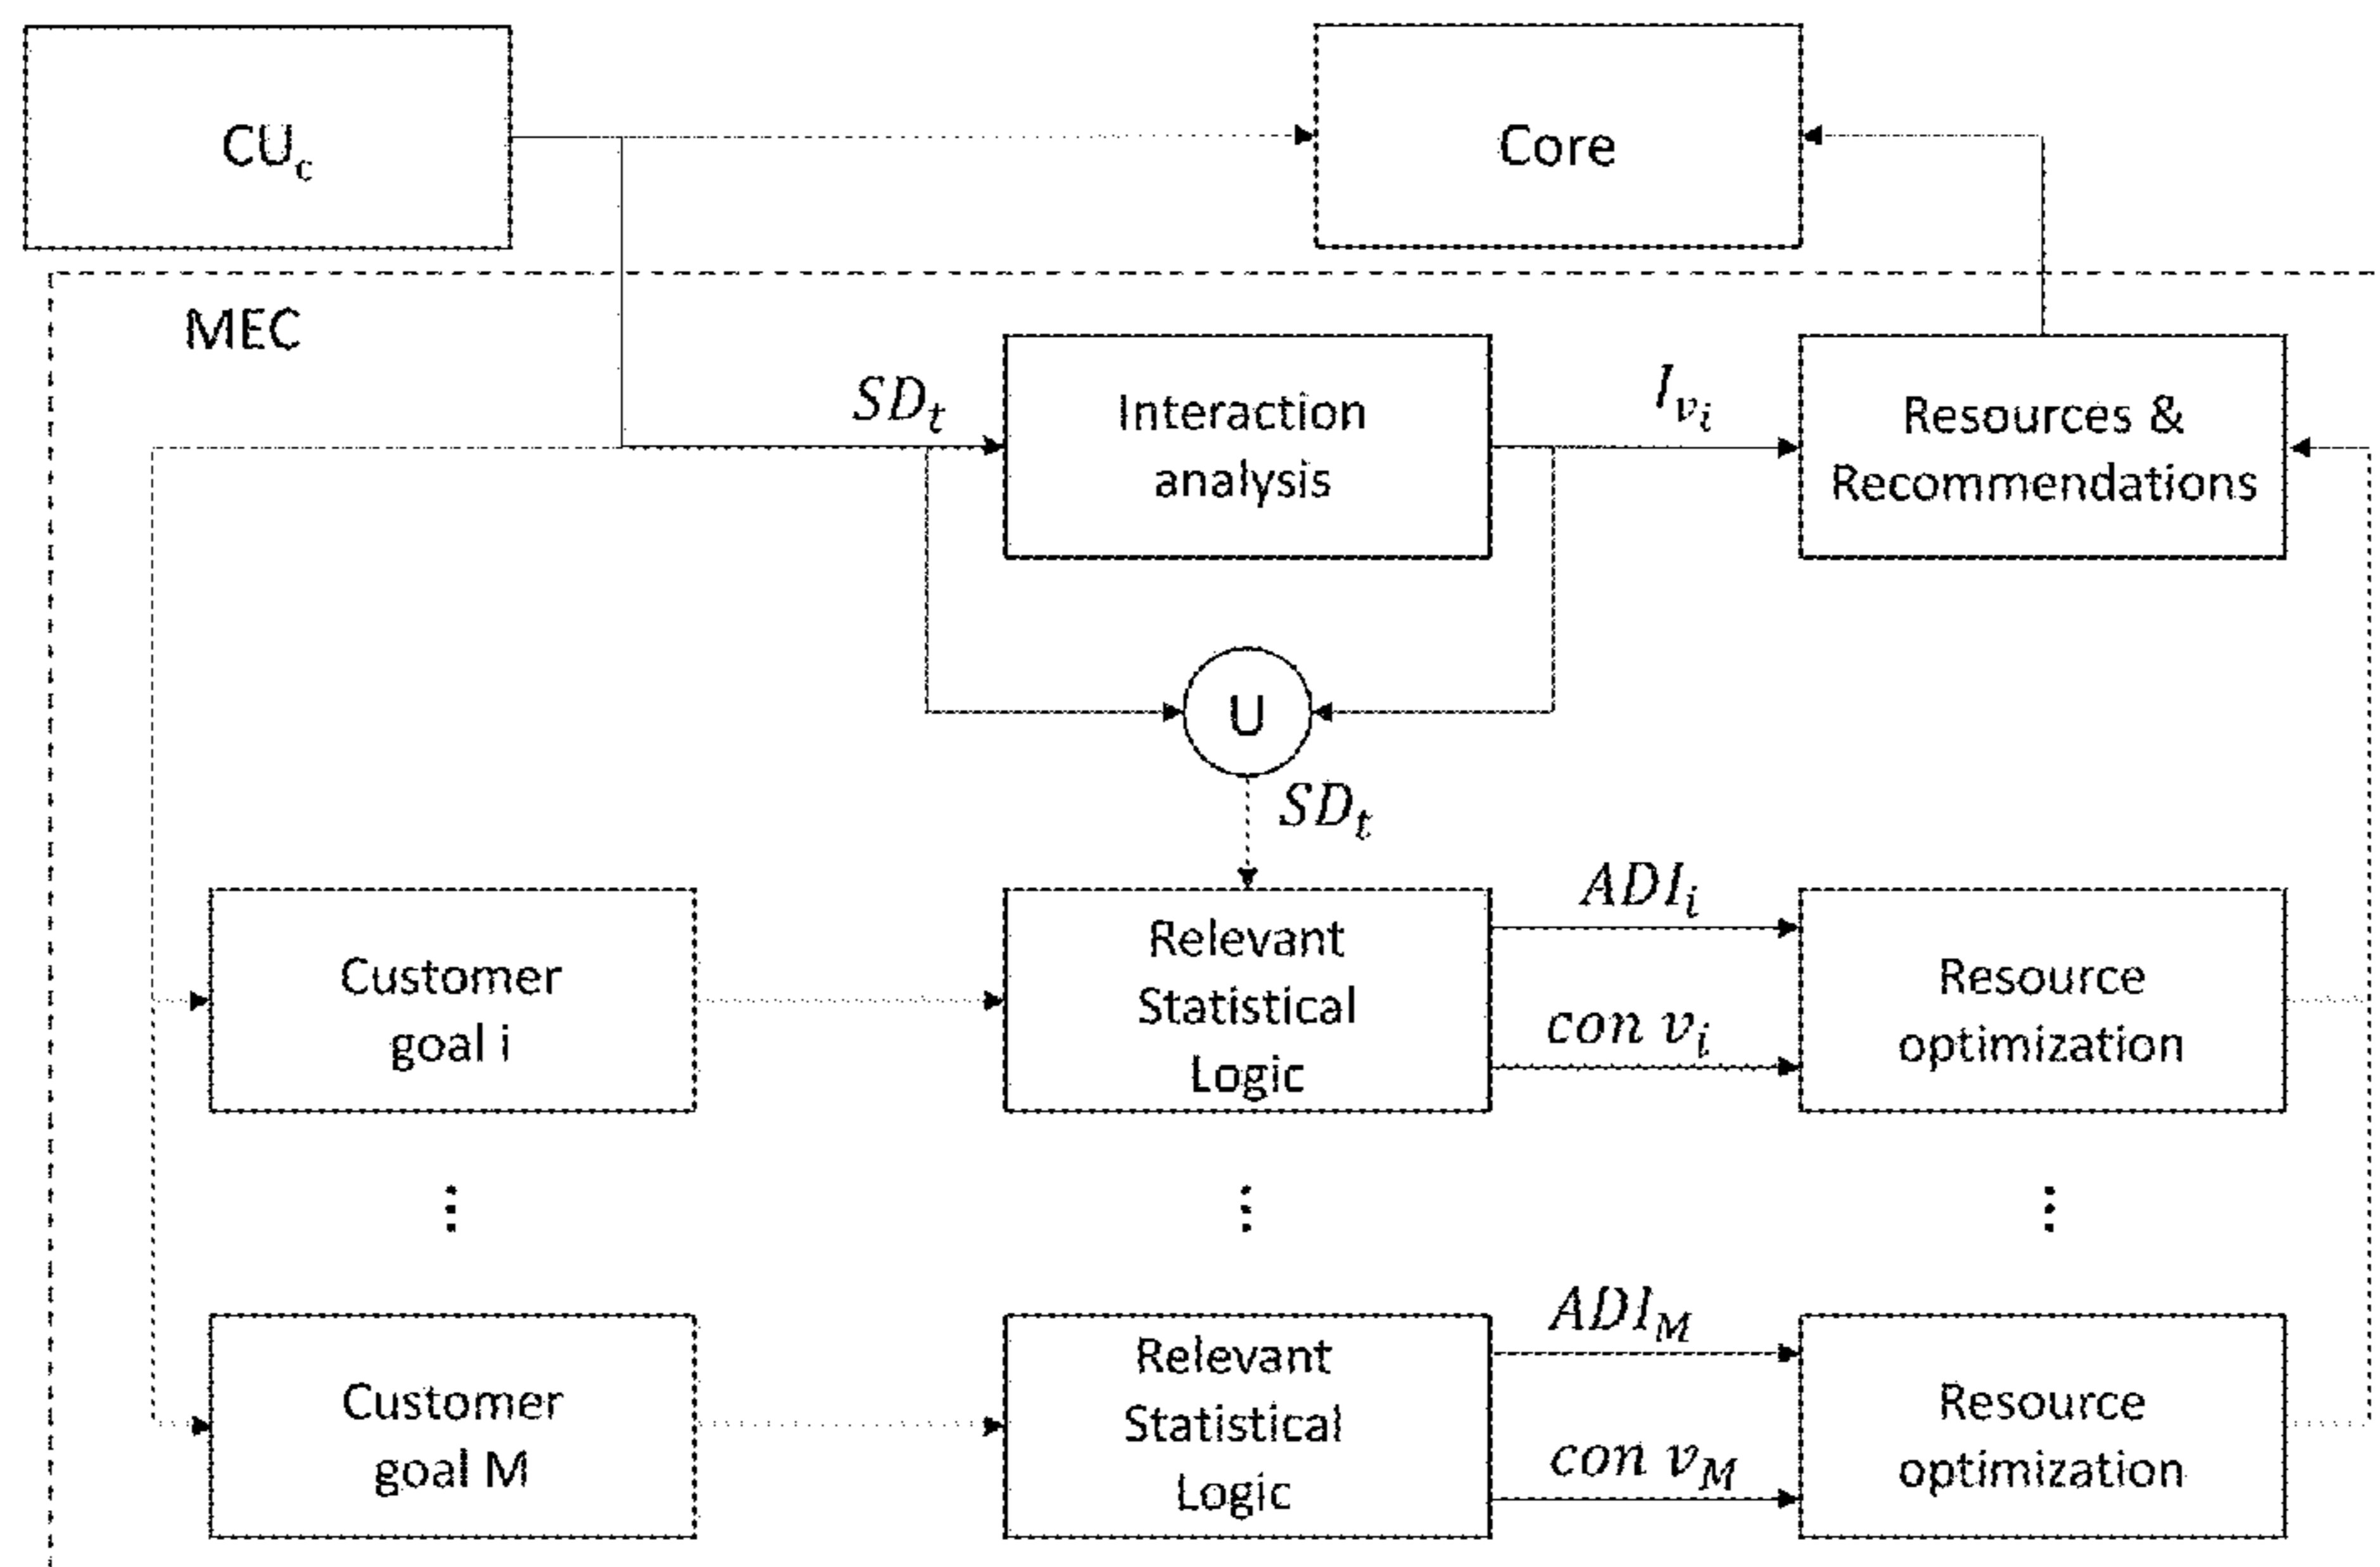 CUc
Core
MEC
SDt
Interaction
analysis
Ivi
Resources &
Recommendations
U
SDt
Customer
goal i
Relevant
Statistical
Logic
ADIi
con vi
Resource
optimization
Customer
goal M
Relevant
Statistical
Logic
ADIM
con vM
Resource
optimization